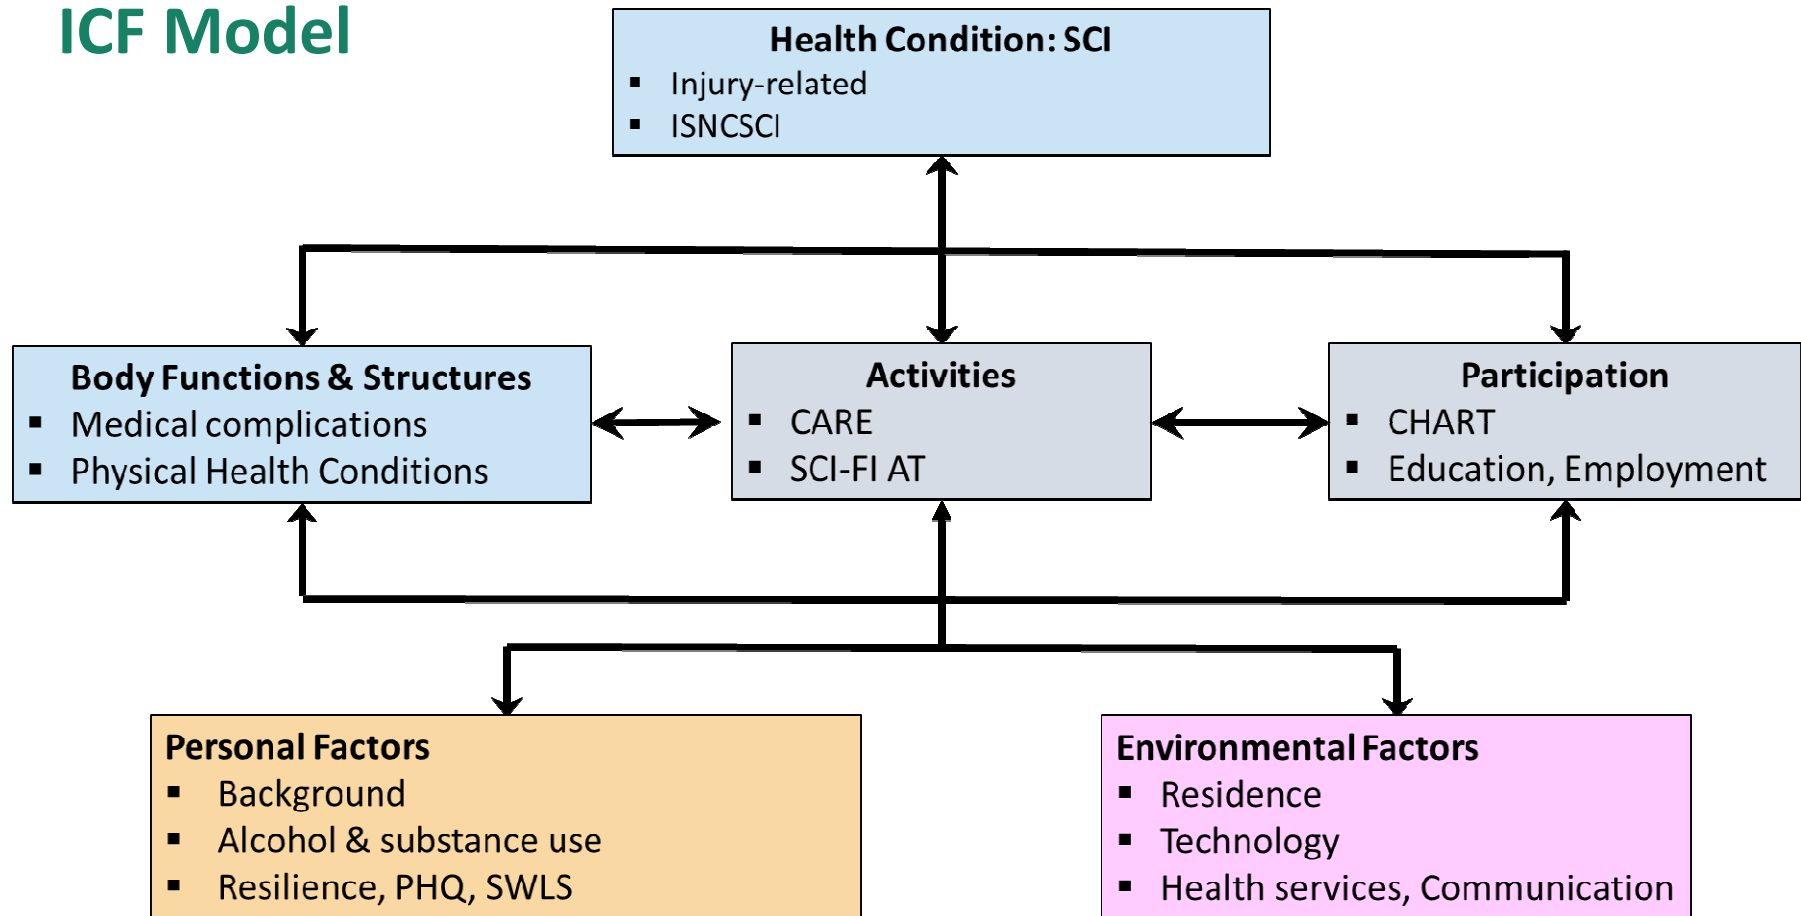 ICF Model
Health Condition: SCI
▪ Injury-related
▪ ISNCSCI
Body Functions & Structures
▪ Medical complications
▪ Physical Health Conditions
Activities
▪ CARE
▪ SCI-FI AT
Participation
▪ CHART
▪ Education, Employment
Personal Factors
▪ Background
▪ Alcohol & substance use
▪ Resilience, PHQ, SWLS
Environmental Factors
▪ Residence
▪ Technology
▪ Health services, Communication